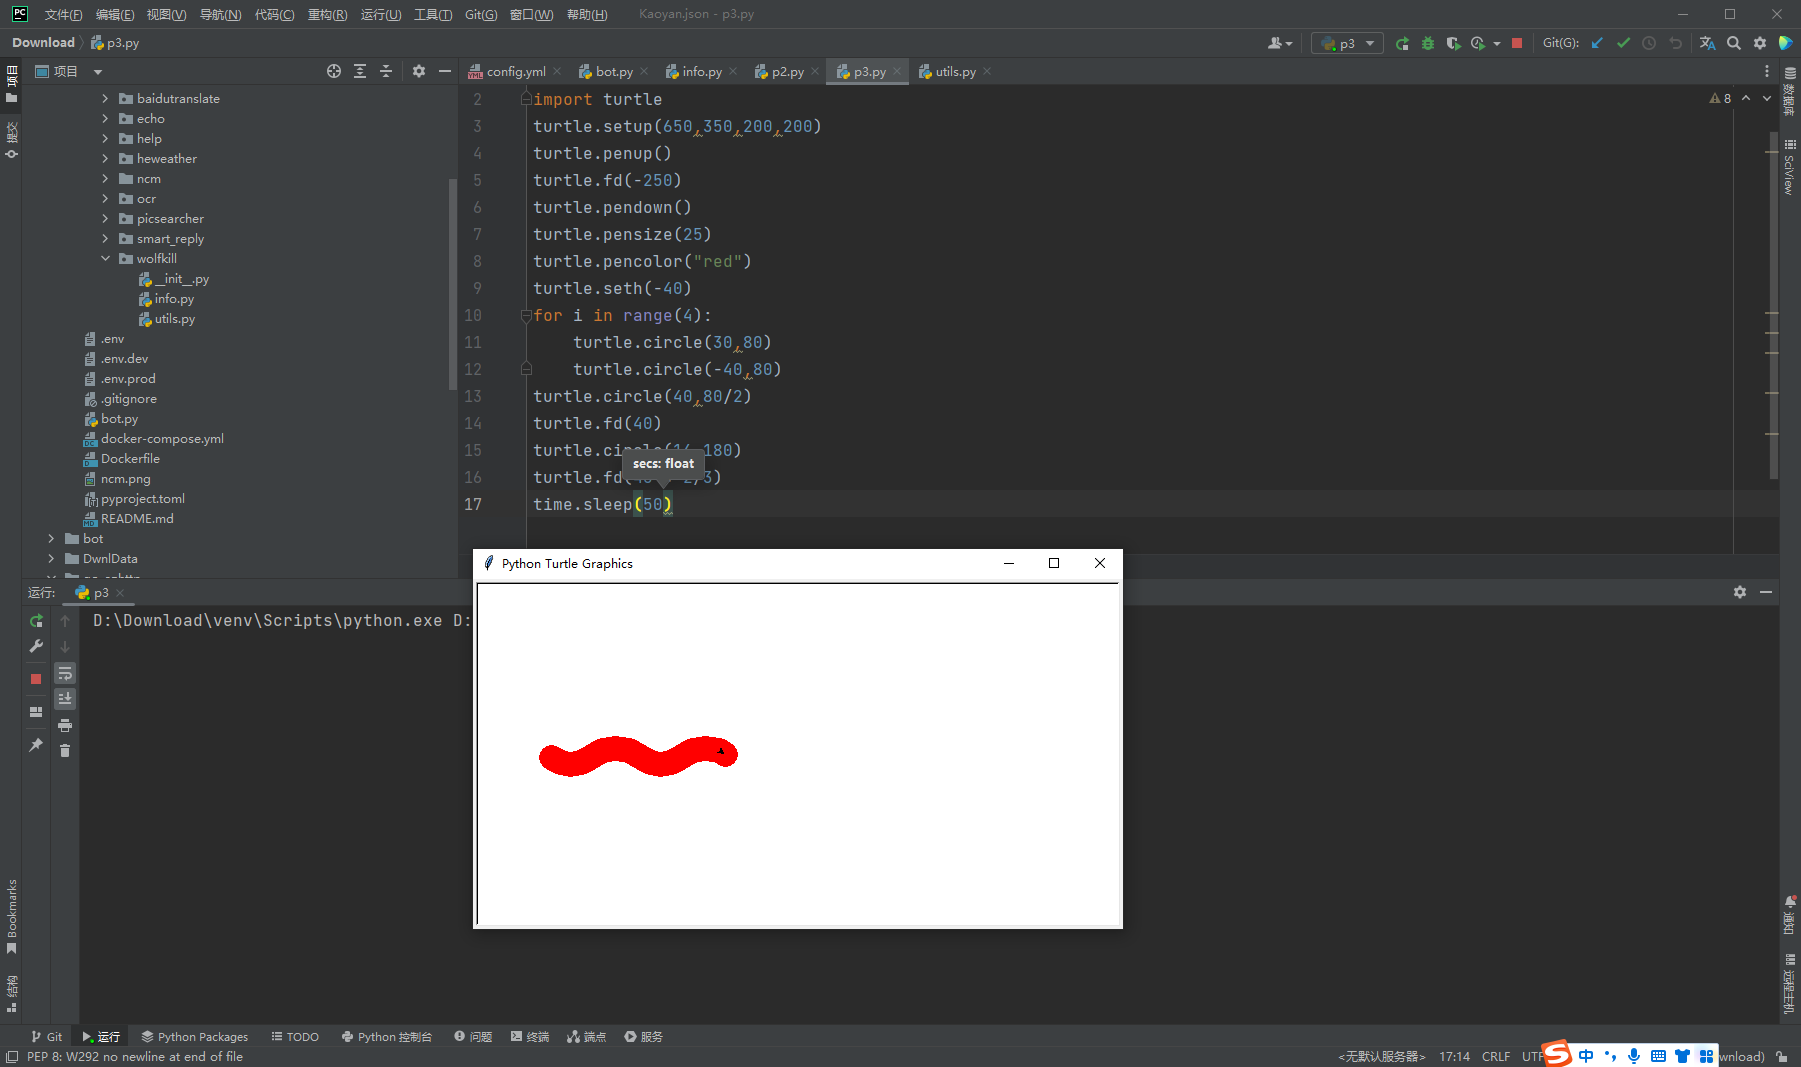 PC 文件(F) 编辑(E) 视图(V) 导航(N) 代码(C) 重构(R) 运行(U) 工具(T) Git(G) 窗口(W) 帮助(H) Kaoyan.json - p3.py
Download p3.py
p3
Git(G):
项目
config.yml
bot.py
info.py
p2.py
p3.py
utils.py
项目
提交
baidutranslate
echo
help
heweather
ncm
ocr
picsearcher
smart_reply
wolfkill
__init__.py
info.py
utils.py
.env
.env.dev
.env.prod
.gitignore
bot.py
docker-compose.yml
Dockerfile
ncm.png
pyproject.toml
README.md
bot
DwnlData
2 import turtle
3 turtle.setup(650,350,200,200)
4 turtle.penup()
5 turtle.fd(-250)
6 turtle.pendown()
7 turtle.pensize(25)
8 turtle.pencolor("red")
9 turtle.seth(-40)
10 for i in range(4):
11 turtle.circle(30,80)
12 turtle.circle(-40,80)
13 turtle.circle(40,80/2)
14 turtle.fd(40)
15 turtle.circle( 180)
secs: float
16 turtle.fd( 3)
17 time.sleep(50)
8
数据库
SciView
通知
远程主机
Python Turtle Graphics
运行: p3
D:\Download\venv\Scripts\python.exe D:
Bookmarks
结构
Git 运行 Python Packages TODO Python 控制台 问题 终端 端点 服务
PEP 8: W292 no newline at end of file
<无默认服务器> 17:14 CRLF UTF
S 中
wnload)